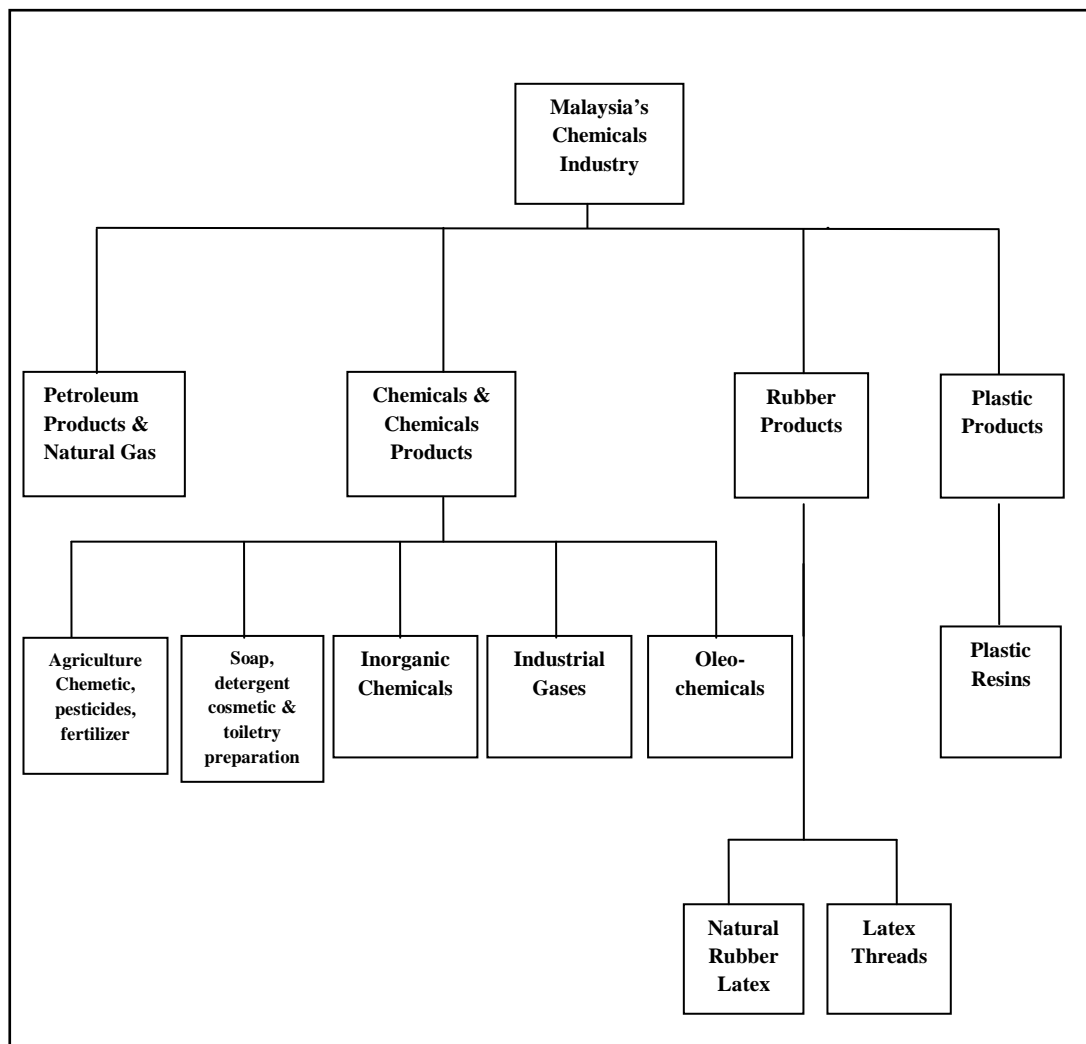 Malaysia’s
Chemicals
Industry
Petroleum
Products &
Natural Gas
Chemicals &
Chemicals
Products
Rubber
Products
Plastic
Products
Agriculture
Chemetic,
pesticides,
fertilizer
Soap,
detergent
cosmetic &
toiletry
preparation
Inorganic
Chemicals
Industrial
Gases
Oleo-
chemicals
Plastic
Resins
Natural
Rubber
Latex
Latex
Threads